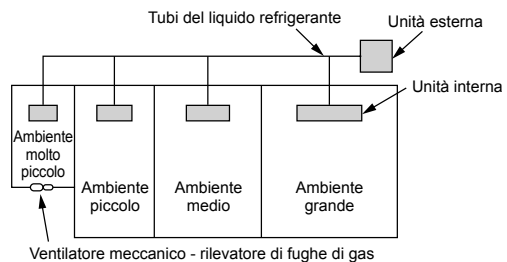 Tubi del liquido refrigerante
Unità esterna
Unità interna
Ambiente
molto
piccolo
Ambiente
piccolo
Ambiente
medio
Ambiente
grande
Ventilatore meccanico - rilevatore di fughe di gas